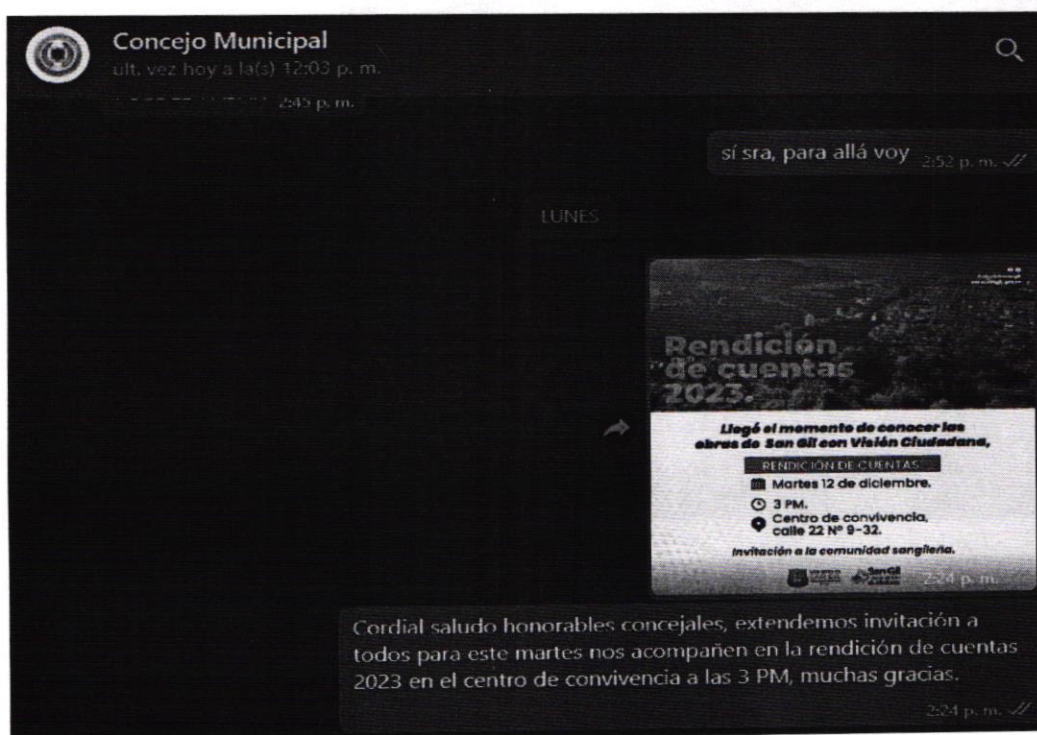 Concejo Municipal
últ. vez hoy a la(s) 12:03 p. m.
2:45 p. m.
sí sra, para allá voy 2:52 p. m.
LUNES
Rendición
de cuentas
2023.
Llegó el momento de conocer las
obras de San Gil con Visión Ciudadana,
RENDICIÓN DE CUENTAS
Martes 12 de diciembre.
3 PM.
Centro de convivencia,
calle 22 Nº 9-32.
Invitación a la comunidad sangileña.
San Gil
2:24 p. m.
Cordial saludo honorables concejales, extendemos invitación a
todos para este martes nos acompañen en la rendición de cuentas
2023 en el centro de convivencia a las 3 PM, muchas gracias.
2:24 p. m.